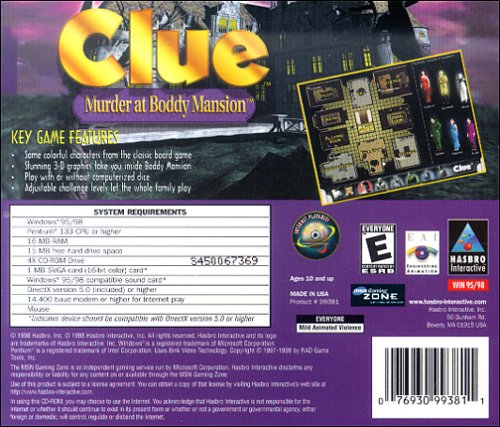 Clue
Murder at Boddy Mansion™
KEY GAME FEATURES
• Same colorful characters from the classic board game
• Stunning 3-D graphics take you inside Boddy Mansion
• Play with or without computerized dice
• Adjustable challenge levels let the whole family play
Clue
SYSTEM REQUIREMENTS
Windows® 95/98
Pentium® 133 CPU or higher
16 MB RAM
15 MB free hard drive space
4X CD-ROM Drive
1 MB SVGA card (16-bit color) card*
Windows® 95/98 compatible sound card*
DirectX version 5.0 (included) or higher
14,400 baud modem or higher for Internet play
Mouse
*Indicates device should be compatible with DirectX version 5.0 or higher
S450067369
INTERNET PLAYABLE
Ages 10 and up
MADE IN USA
Product # 99381
EVERYONE
E
CONTENT RATED BY
ESRB
EVERYONE
Mild Animated Violence
EAI
ENGINEERING
ANIMATION
msn Gaming
ZONE
HASBRO
Interactive
WIN 95/98
www.hasbro-interactive.com
Hasbro Interactive, Inc.
50 Dunham Rd.
Beverly, MA 01915 USA
© 1998 Hasbro, Inc. © 1998 Hasbro Interactive, Inc. All rights reserved. Hasbro Interactive and its logo
are trademarks of Hasbro Interactive, Inc. Windows® is a registered trademark of Microsoft Corporation.
Pentium® is a registered trademark of Intel Corporation. Uses Bink Video Technology. Copyright © 1997-1999 by RAD Game
Tools, Inc.
The MSN Gaming Zone is an independent gaming service run by Microsoft Corporation. Hasbro Interactive disclaims any
responsibility or liability for any content on or available through the MSN Gaming Zone.
Use of this product is subject to a license agreement. You can obtain a copy of that license by visiting Hasbro Interactive's web site at
http://www.hasbro-interactive.com.
In using CD-ROM, you may choose to use the Internet. You acknowledge that Hasbro Interactive is not responsible for the
Internet or whether it should continue to exist in its present form or whether or not a government or governmental agency, either
foreign or domestic, will control, regulate or disband the Internet.
0 76930 99381 1